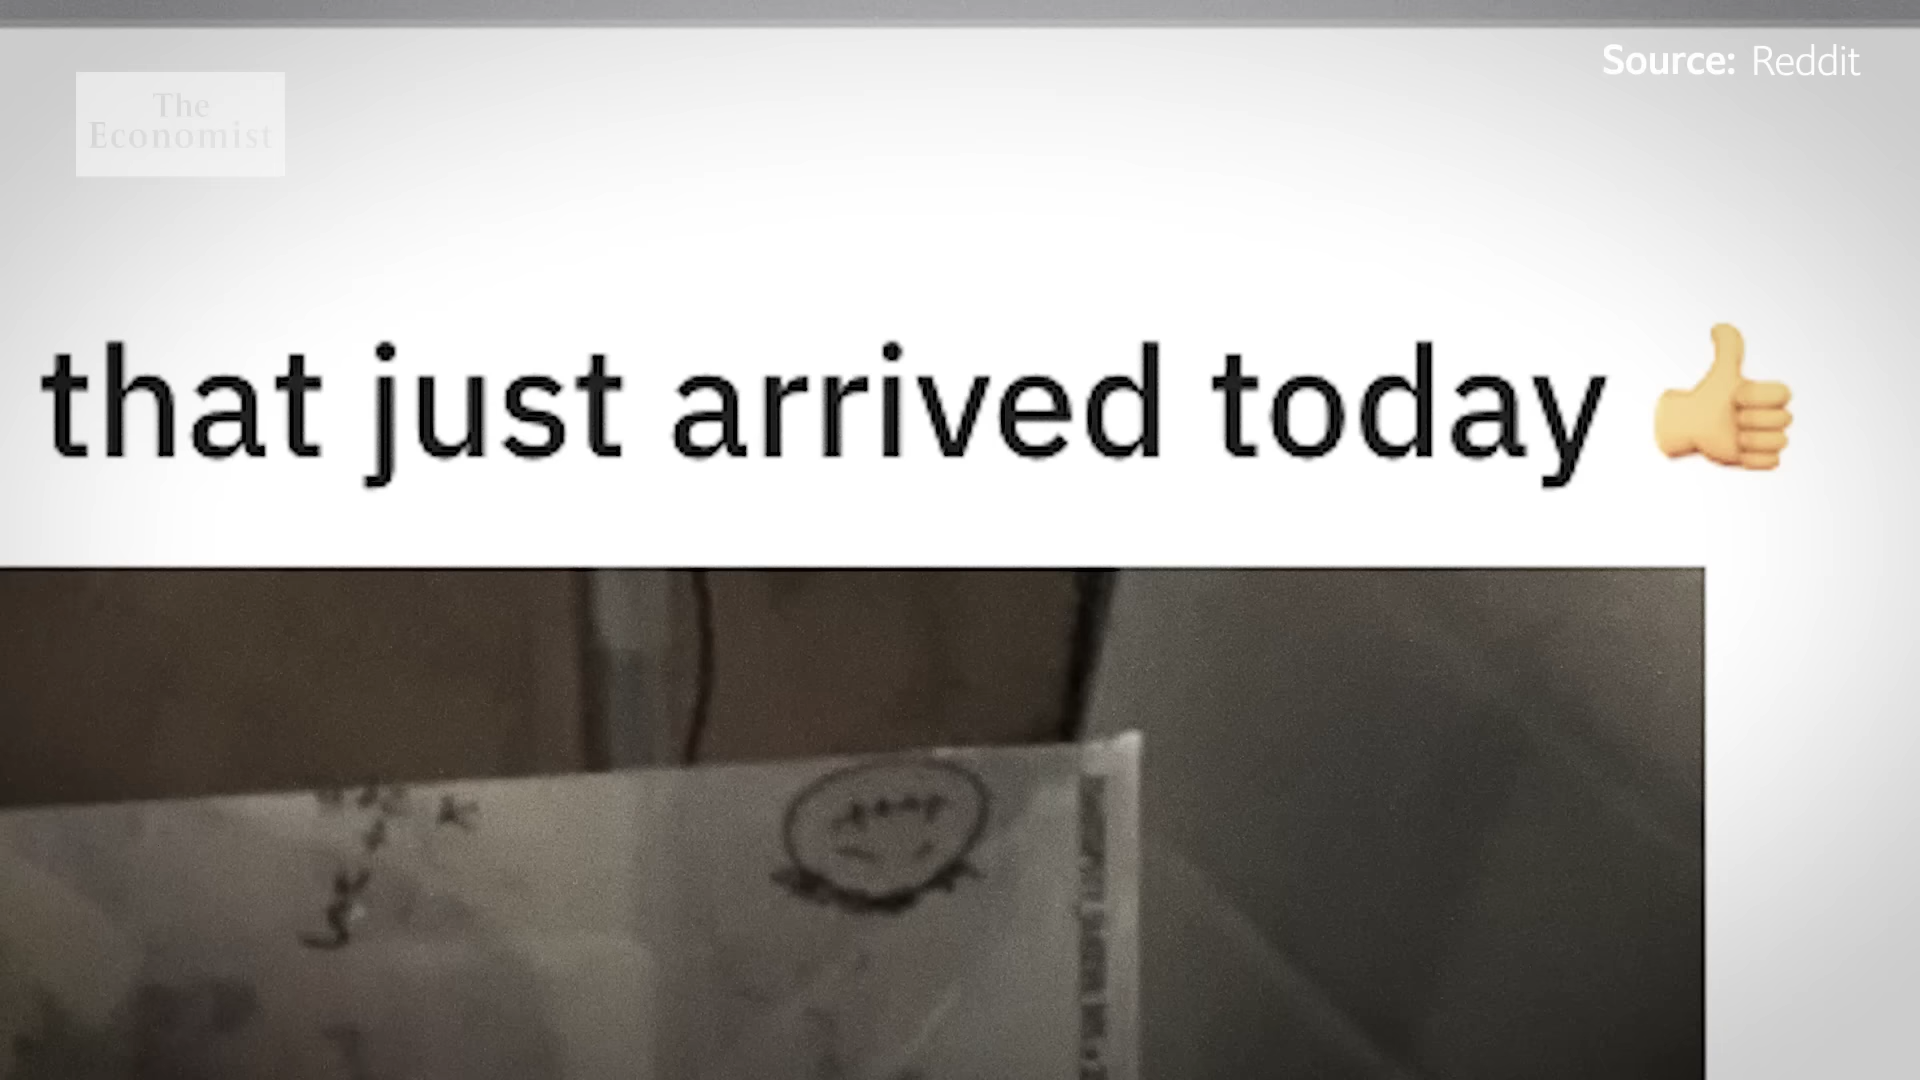 Source: Reddit
The
Economist
that just arrived today 👍